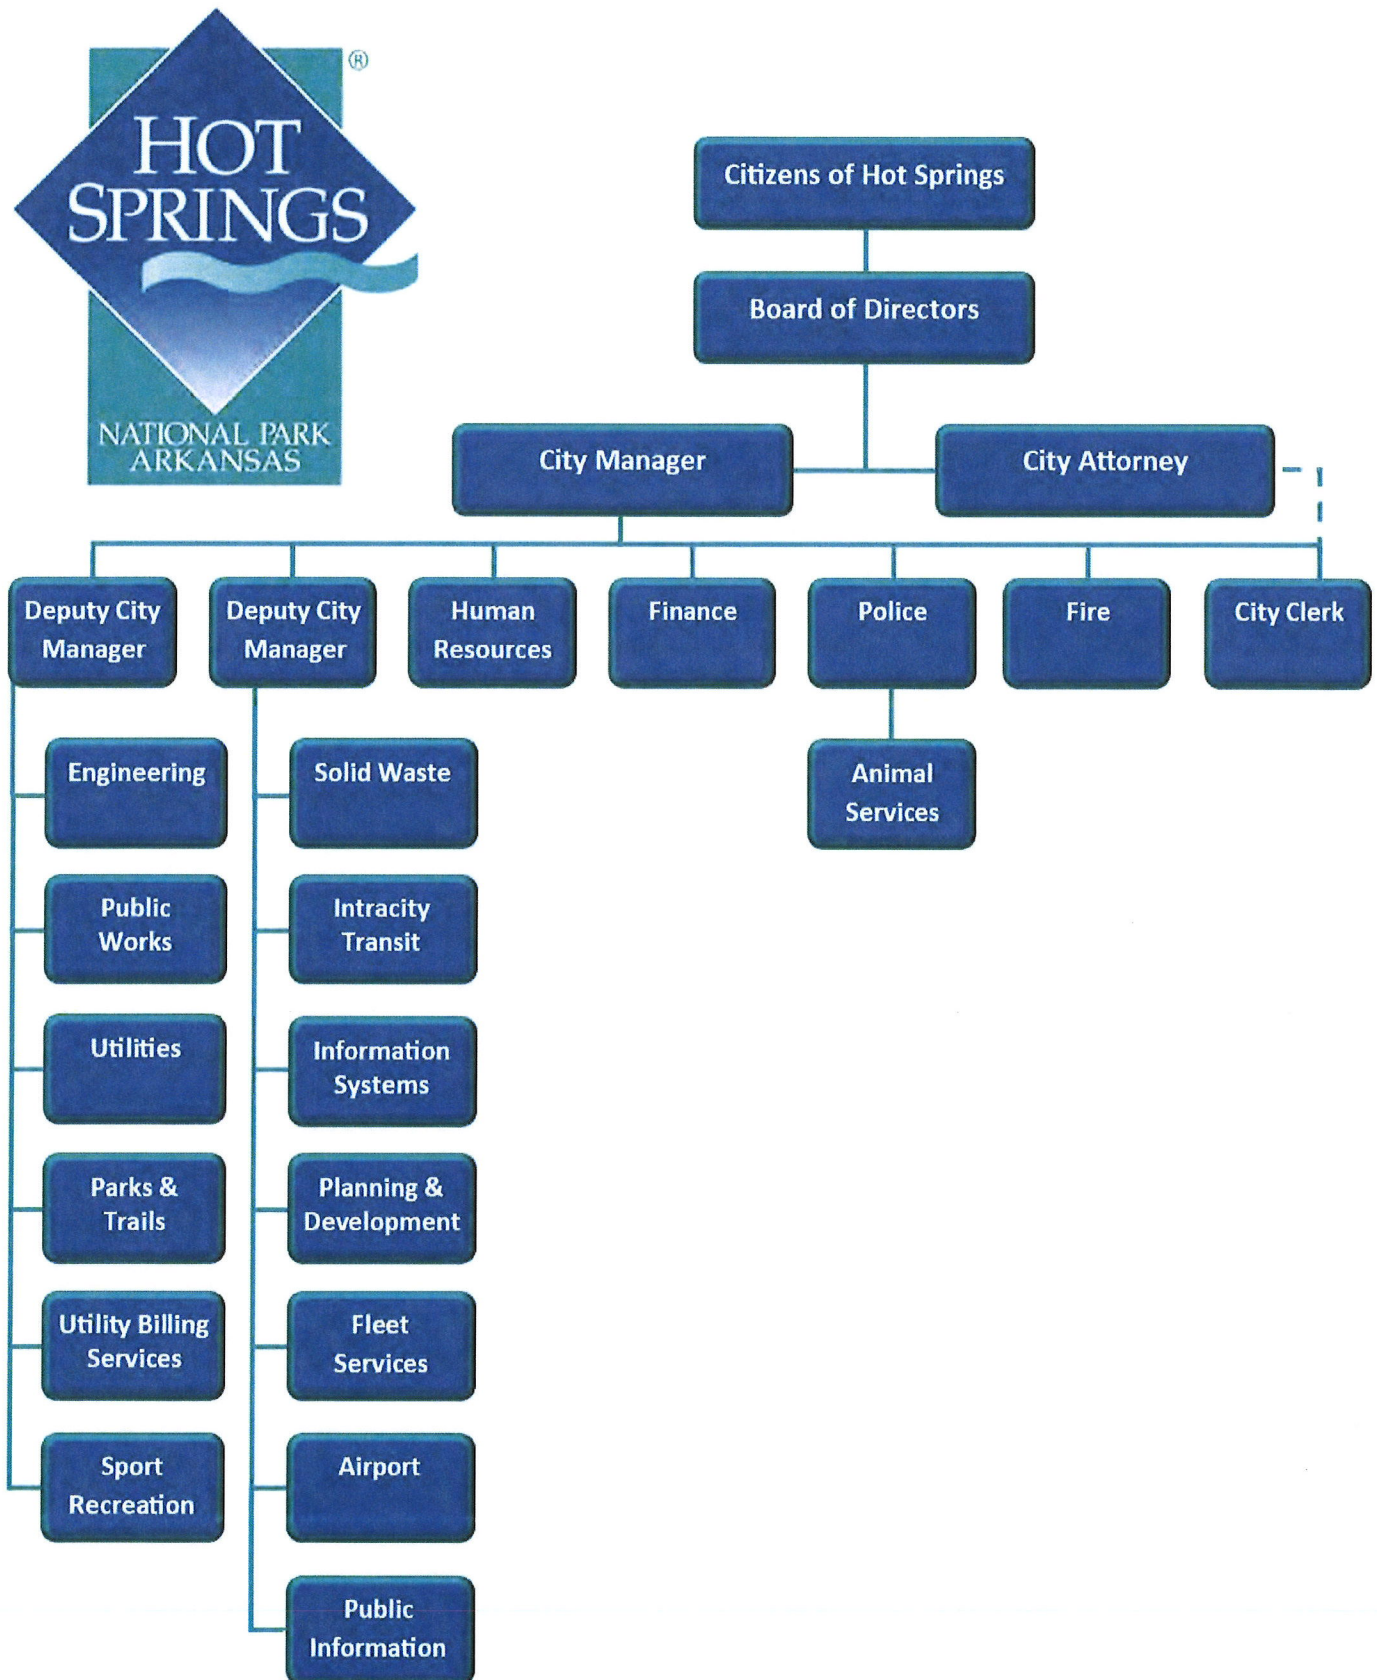 ®
HOT
SPRINGS
NATIONAL PARK
ARKANSAS
Citizens of Hot Springs
Board of Directors
City Manager
City Attorney
Deputy City
Manager
Deputy City
Manager
Human
Resources
Finance
Police
Fire
City Clerk
Engineering
Public
Works
Utilities
Parks &
Trails
Utility Billing
Services
Sport
Recreation
Solid Waste
Intracity
Transit
Information
Systems
Planning &
Development
Fleet
Services
Airport
Public
Information
Animal
Services